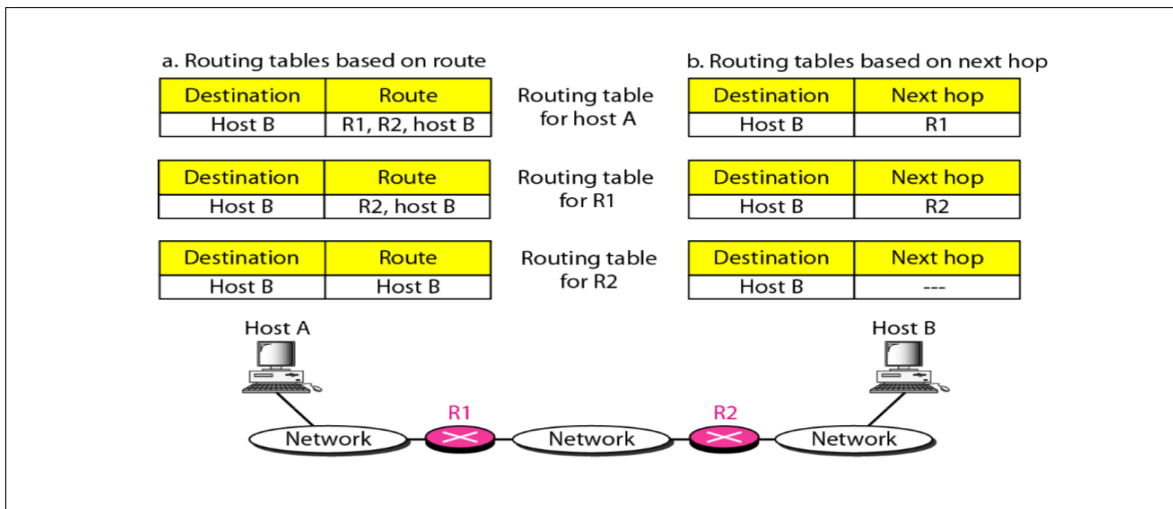 a. Routing tables based on route
b. Routing tables based on next hop
Destination Route
Host B R1, R2, host B
Routing table
for host A
Destination Next hop
Host B R1
Destination Route
Host B R2, host B
Routing table
for R1
Destination Next hop
Host B R2
Destination Route
Host B Host B
Routing table
for R2
Destination Next hop
Host B ---
Host A
Host B
R1
R2
Network
Network
Network